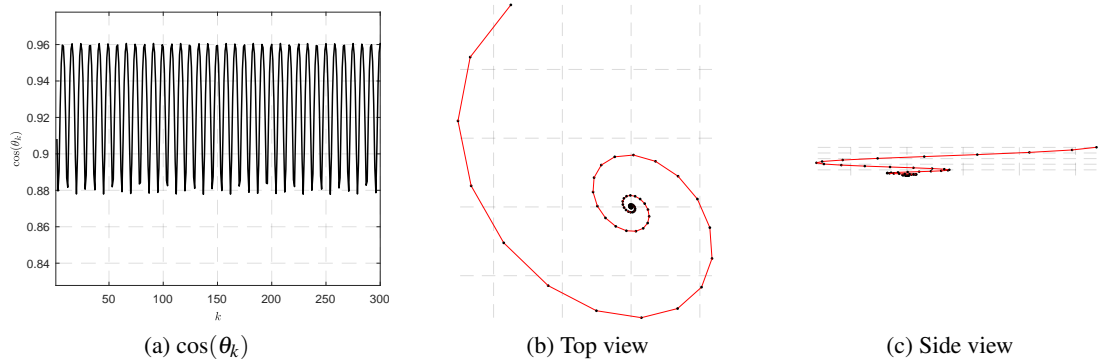 0.96
0.94
0.92
0.9
0.88
0.86
0.84
cos(θₖ)
50 100 150 200 250 300
k
(a) cos(θₖ)
(b) Top view
(c) Side view